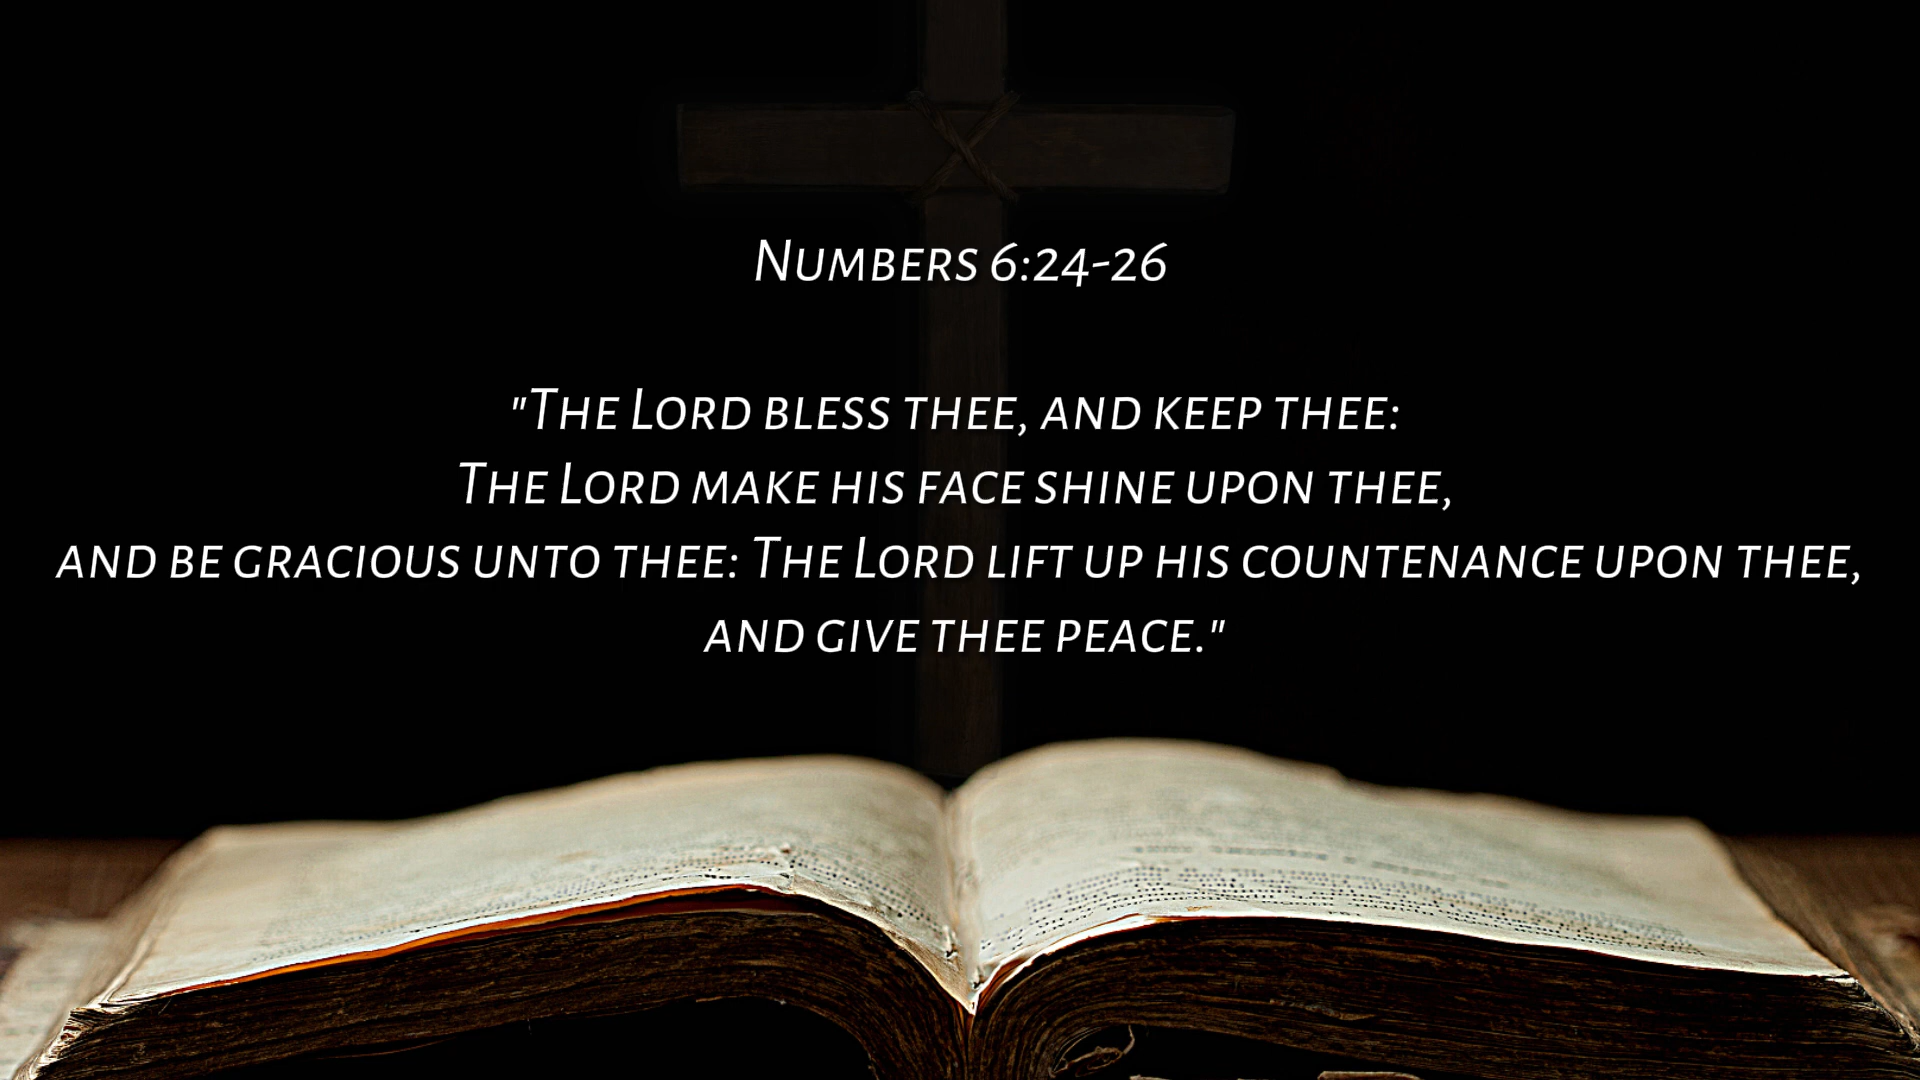 Numbers 6:24-26
"The Lord bless thee, and keep thee:
The Lord make his face shine upon thee,
and be gracious unto thee: The Lord lift up his countenance upon thee,
and give thee peace."